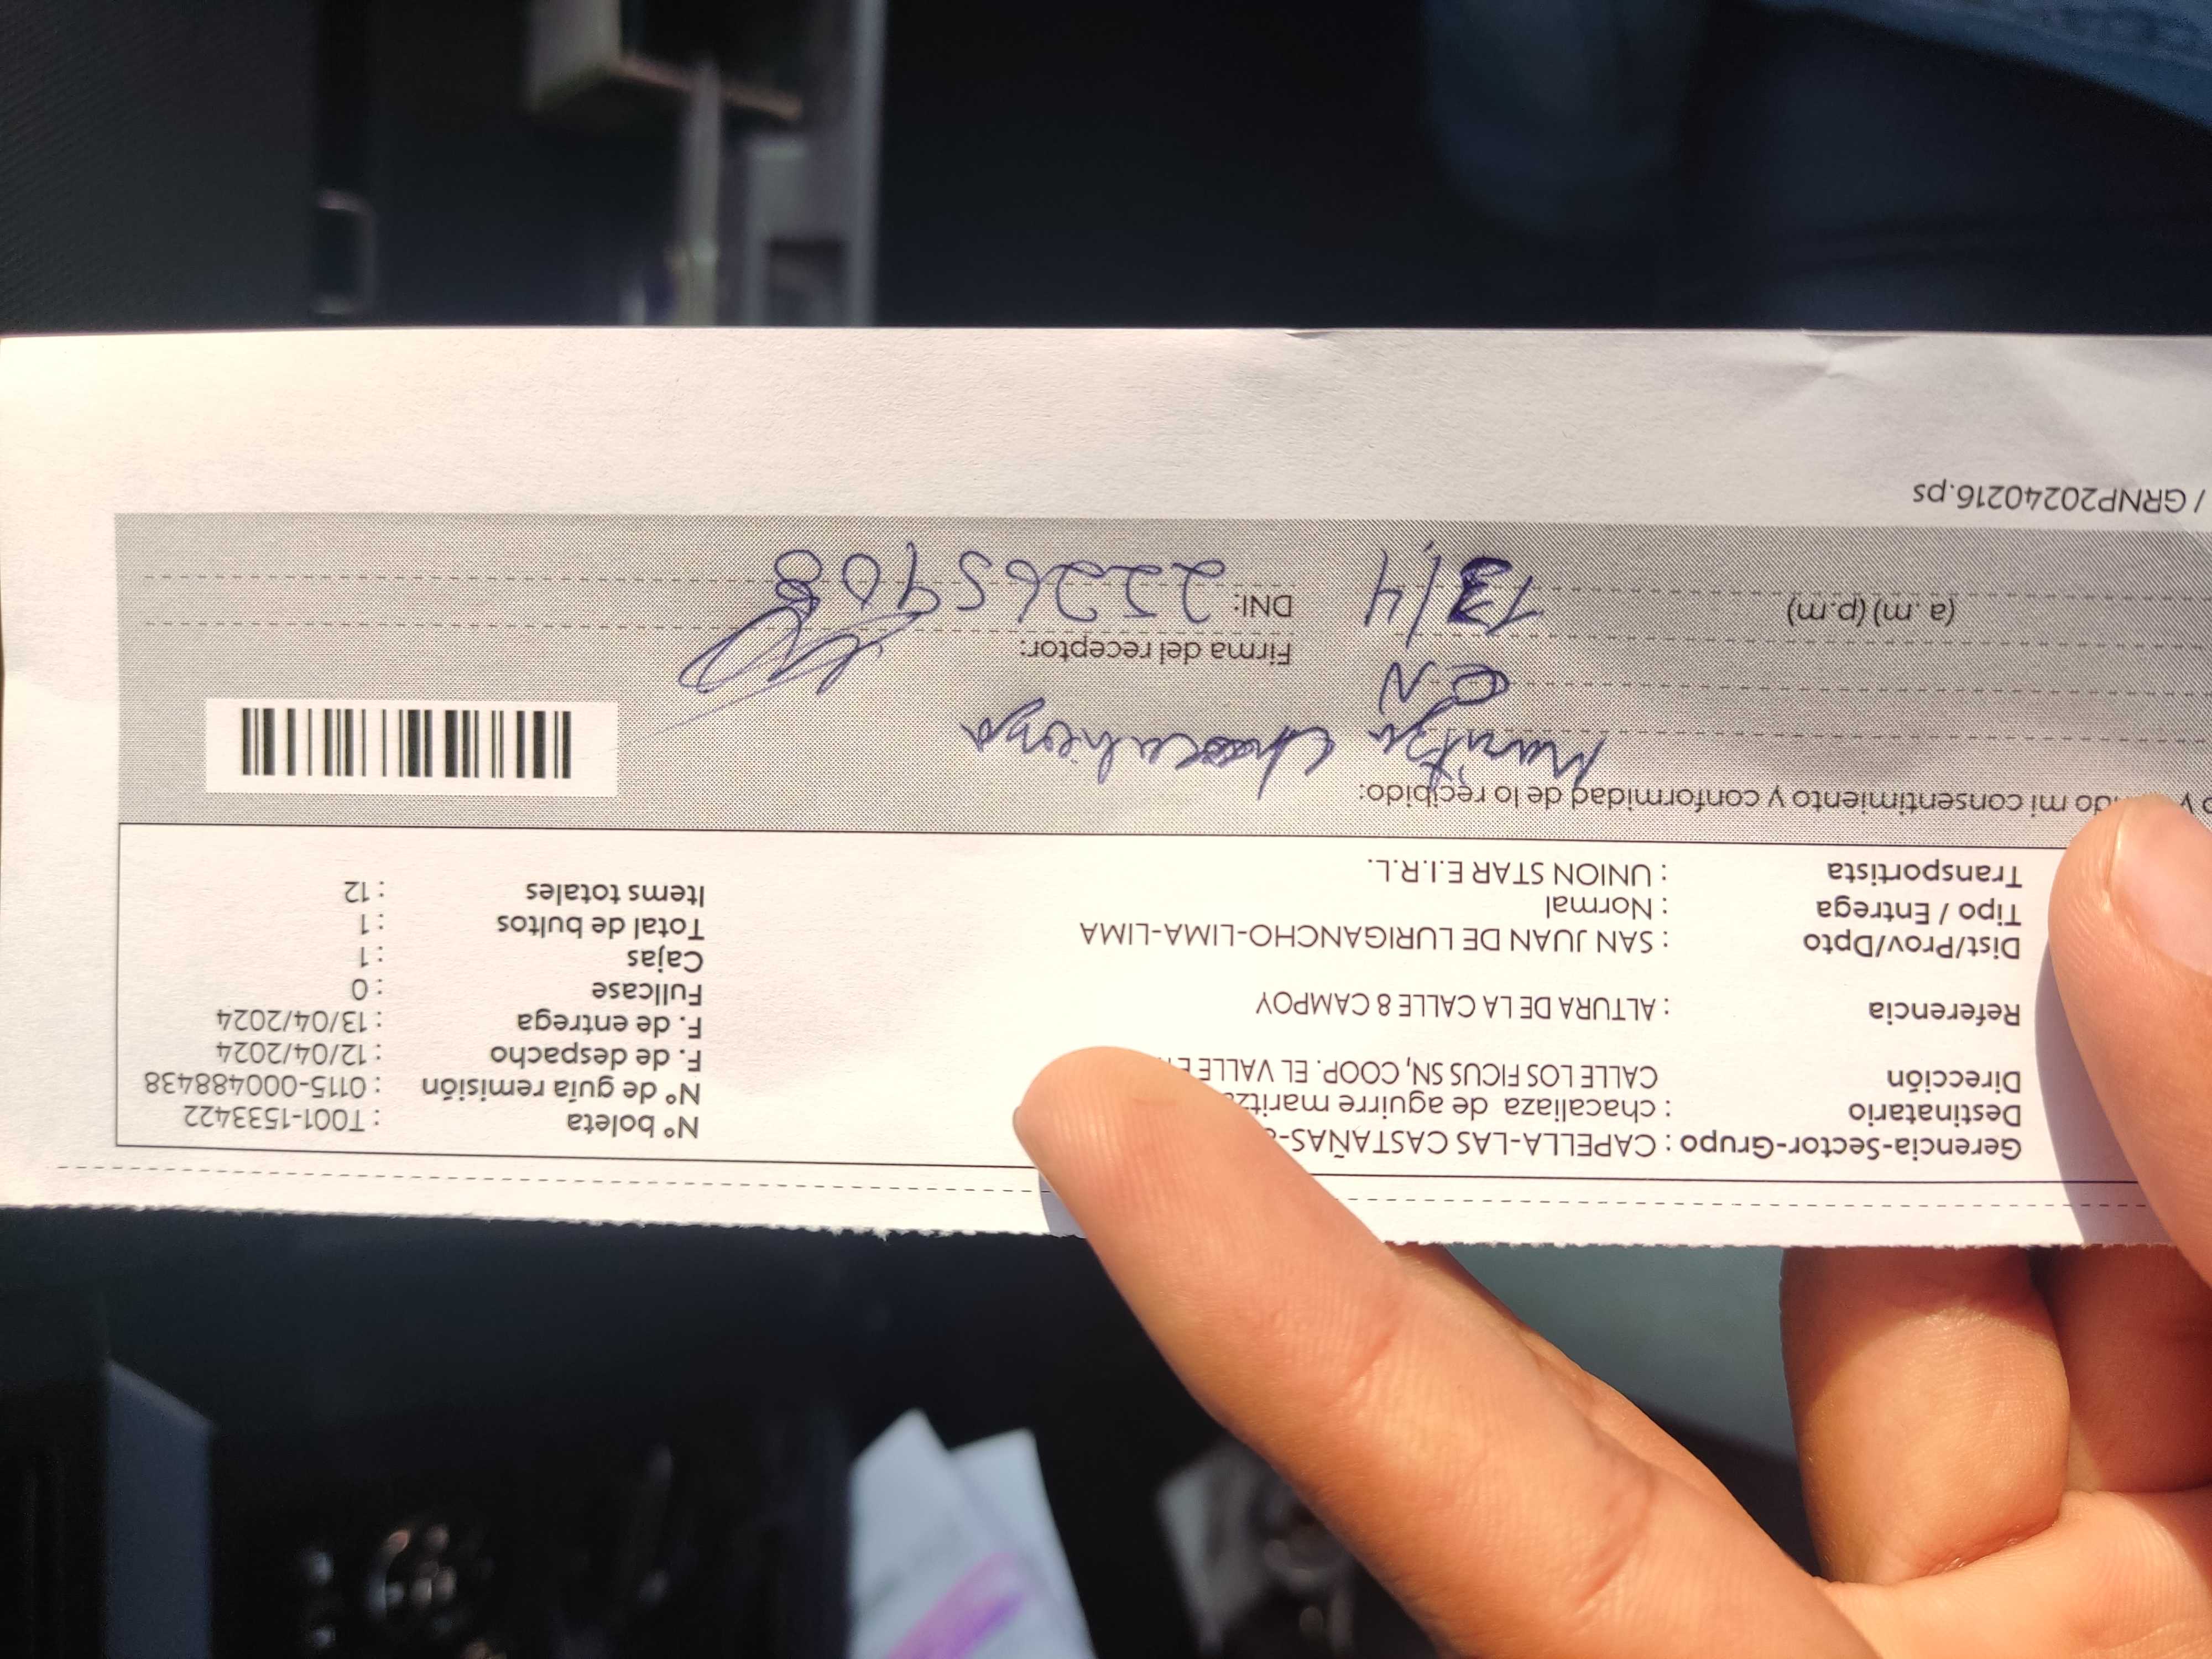 Gerencia-Sector-Grupo : CAPELLA-LAS CASTAÑAS-
Destinatario : chacaliaza de aguirre maritza
Dirección CALLE LOS FICUS SN, COOP. EL VALLE
Referencia : ALTURA DE LA CALLE 8 CAMPOY
Dist/Prov/Dpto : SAN JUAN DE LURIGANCHO-LIMA-LIMA
Tipo / Entrega : Normal
Transportista : UNION STAR E.I.R.L.
N° boleta : T001-1533422
N° de guía remisión : 0115-000488438
F. de despacho : 12/04/2024
F. de entrega : 13/04/2024
Fullcase : 0
Cajas : 1
Total de bultos : 1
Items totales : 12
mi consentimiento y conformidad de lo recibido:
Maritza
CN
Firma del receptor:
(a.m) (p.m) 13/4 DNI:
/ GRNP20240216.ps